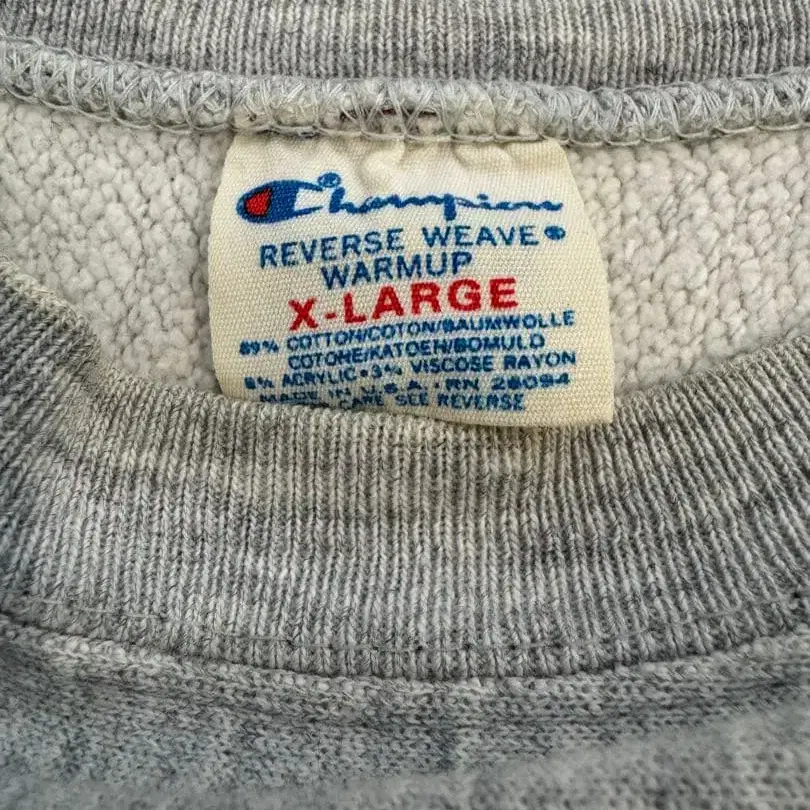 Champion®
REVERSE WEAVE®
WARMUP
X-LARGE
89% COTTON/COTON/BAUMWOLLE
COTONE/KATOEN/BOMULD
8% ACRYLIC • 3% VISCOSE RAYON
MADE IN U.S.A. • RN 26094
CARE SEE REVERSE